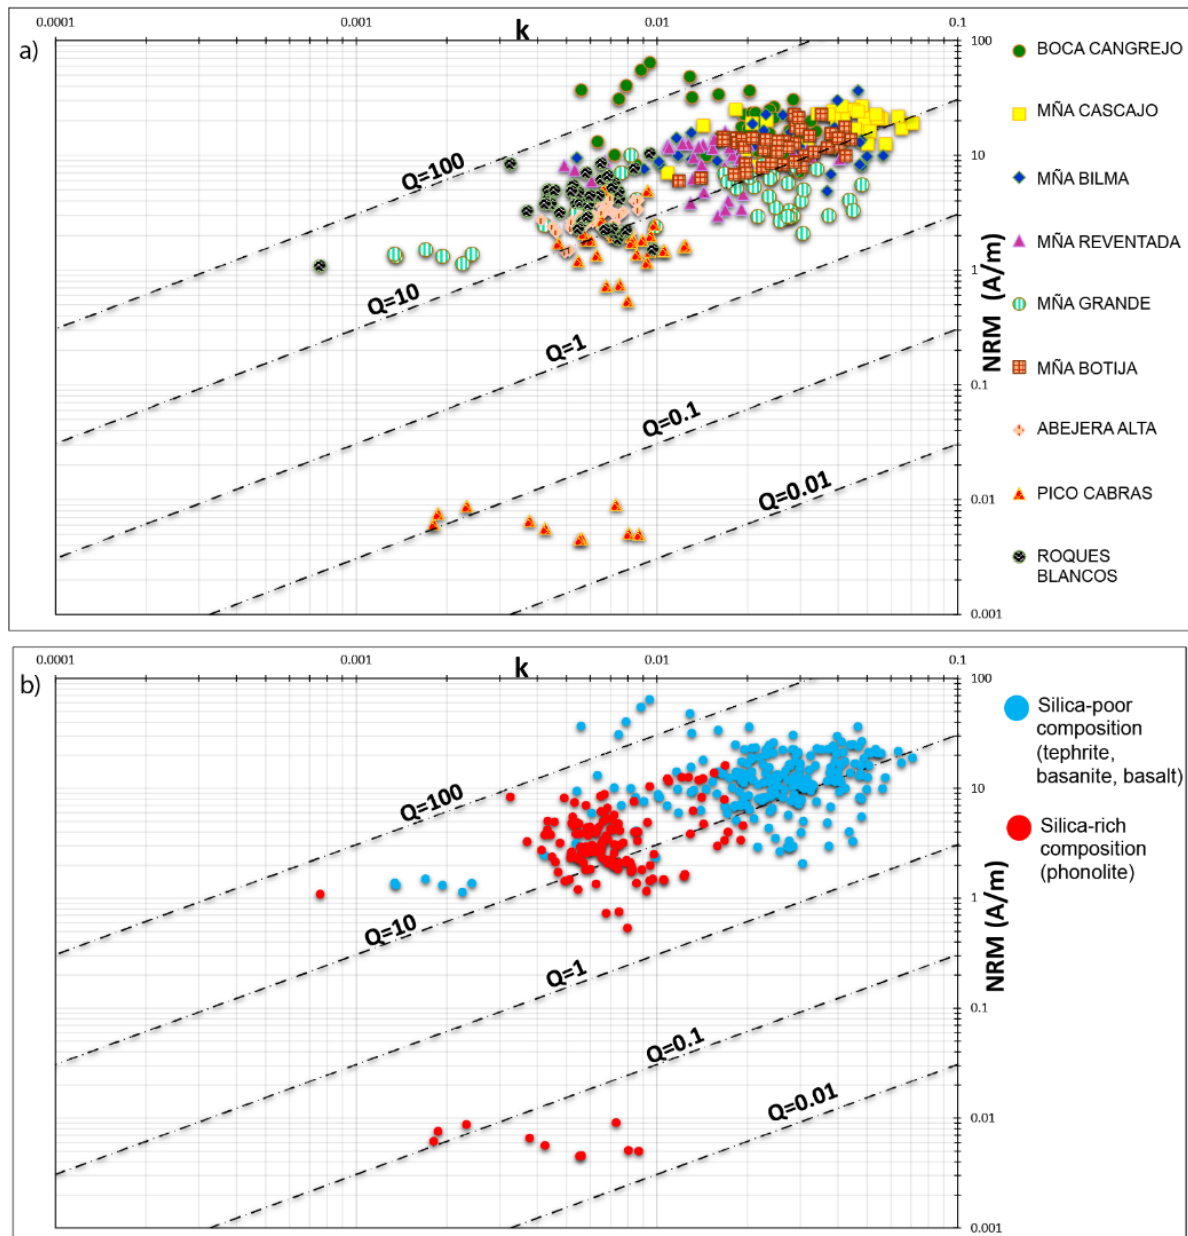 0.0001 0.001 0.01 0.1
k
a)
100
10
1
0.1
0.01
0.001
NRM (A/m)
Q=100
Q=10
Q=1
Q=0.1
Q=0.01
BOCA CANGREJO
MÑA CASCAJO
MÑA BILMA
MÑA REVENTADA
MÑA GRANDE
MÑA BOTIJA
ABEJERA ALTA
PICO CABRAS
ROQUES
BLANCOS
0.0001 0.001 0.01 0.1
k
b)
100
10
1
0.1
0.01
0.001
NRM (A/m)
Q=100
Q=10
Q=1
Q=0.1
Q=0.01
Silica-poor
composition
(tephrite,
basanite, basalt)
Silica-rich
composition
(phonolite)